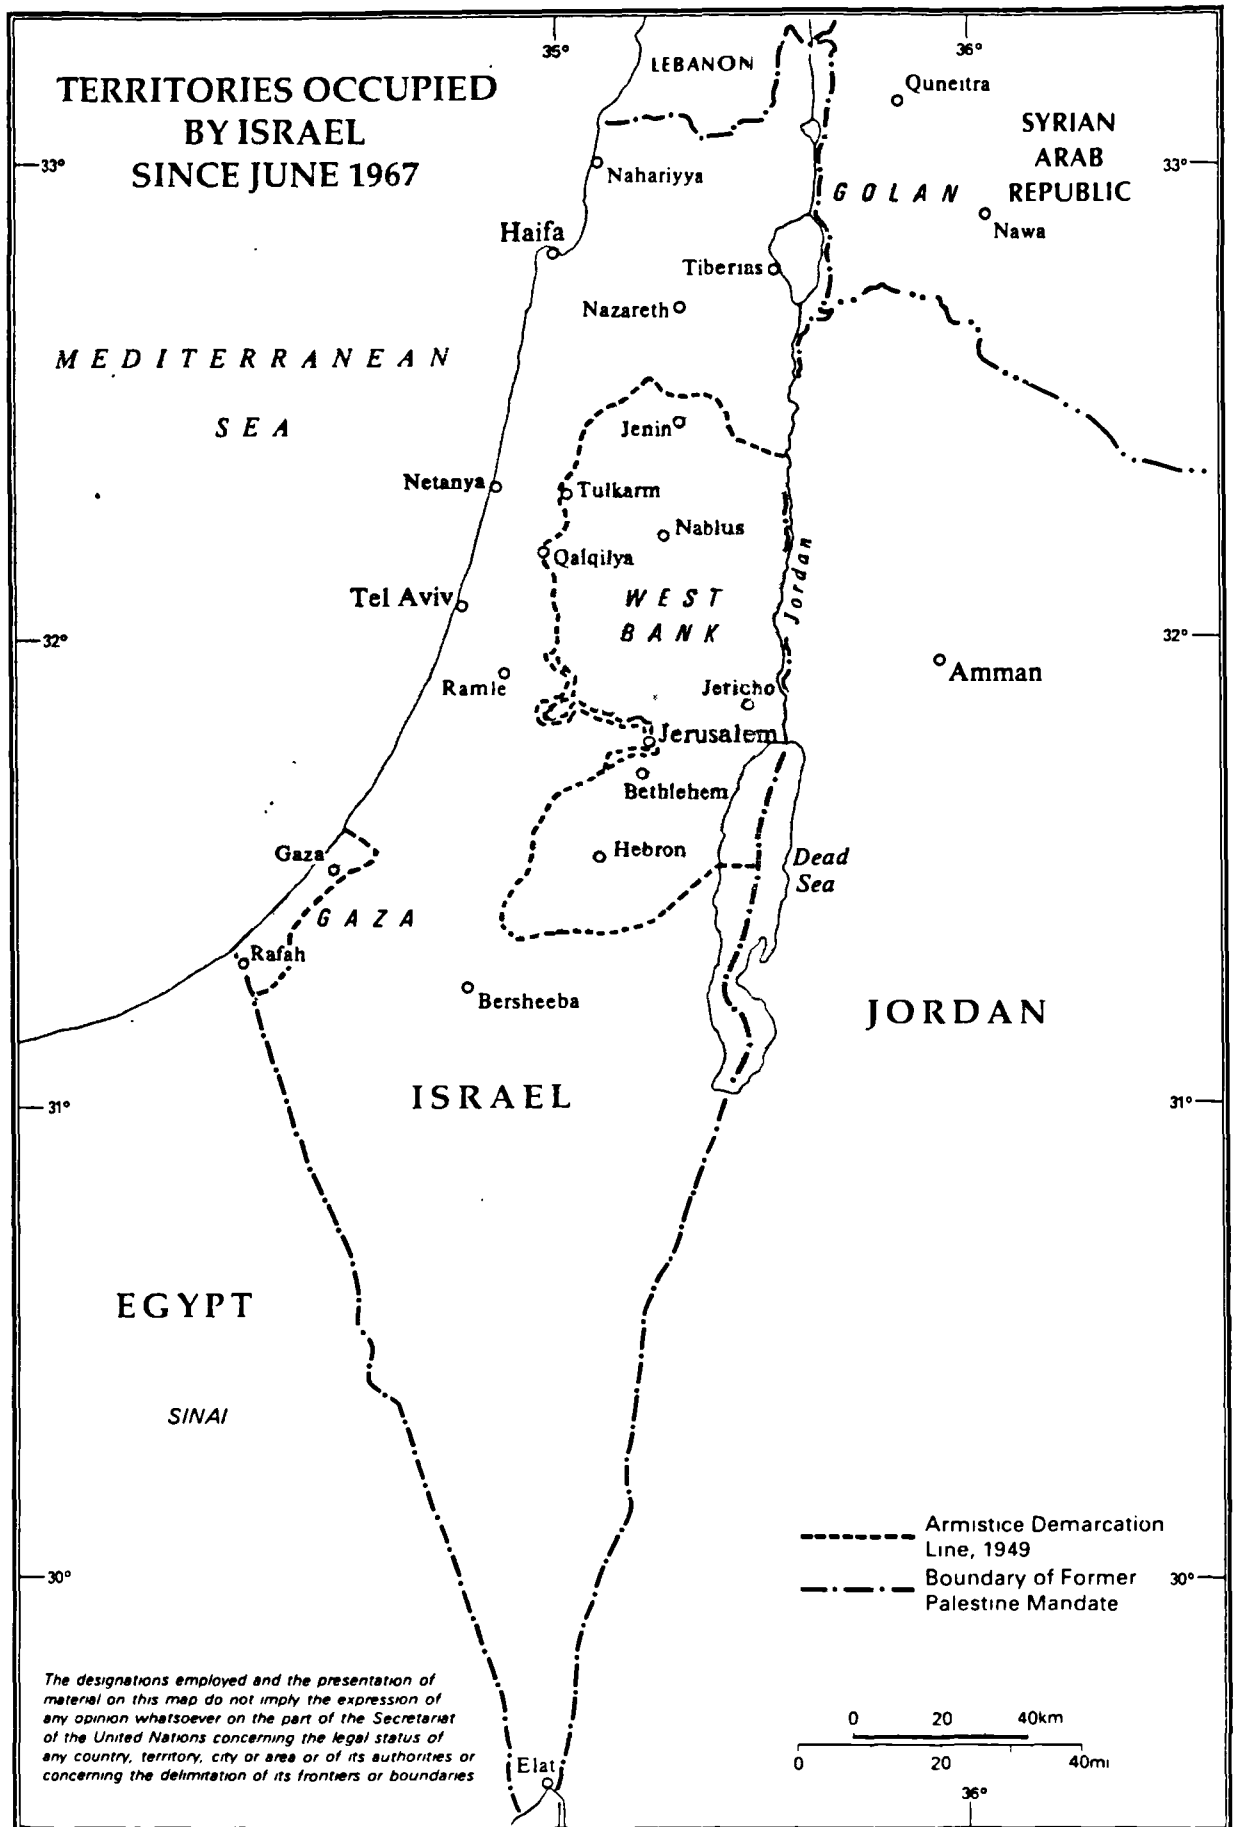 TERRITORIES OCCUPIED
BY ISRAEL
SINCE JUNE 1967
35°
36°
LEBANON
Quneitra
SYRIAN
ARAB
REPUBLIC
33°
33°
Nahariyya
GOLAN
Nawa
Haifa
Tiberias
Nazareth
MEDITERRANEAN
SEA
Jenin
Netanya
Tulkarm
Nablus
Qalqilya
Jordan
Tel Aviv
WEST
BANK
32°
32°
Ramle
Jericho
Amman
Jerusalem
Bethlehem
Gaza
Hebron
Dead
Sea
GAZA
Rafah
Bersheeba
JORDAN
ISRAEL
31°
31°
EGYPT
SINAI
Armistice Demarcation
Line, 1949
Boundary of Former
Palestine Mandate
30°
30°
The designations employed and the presentation of
material on this map do not imply the expression of
any opinion whatsoever on the part of the Secretariat
of the United Nations concerning the legal status of
any country, territory, city or area or of its authorities or
concerning the delimitation of its frontiers or boundaries
0 20 40km
0 20 40mi
Elat
36°